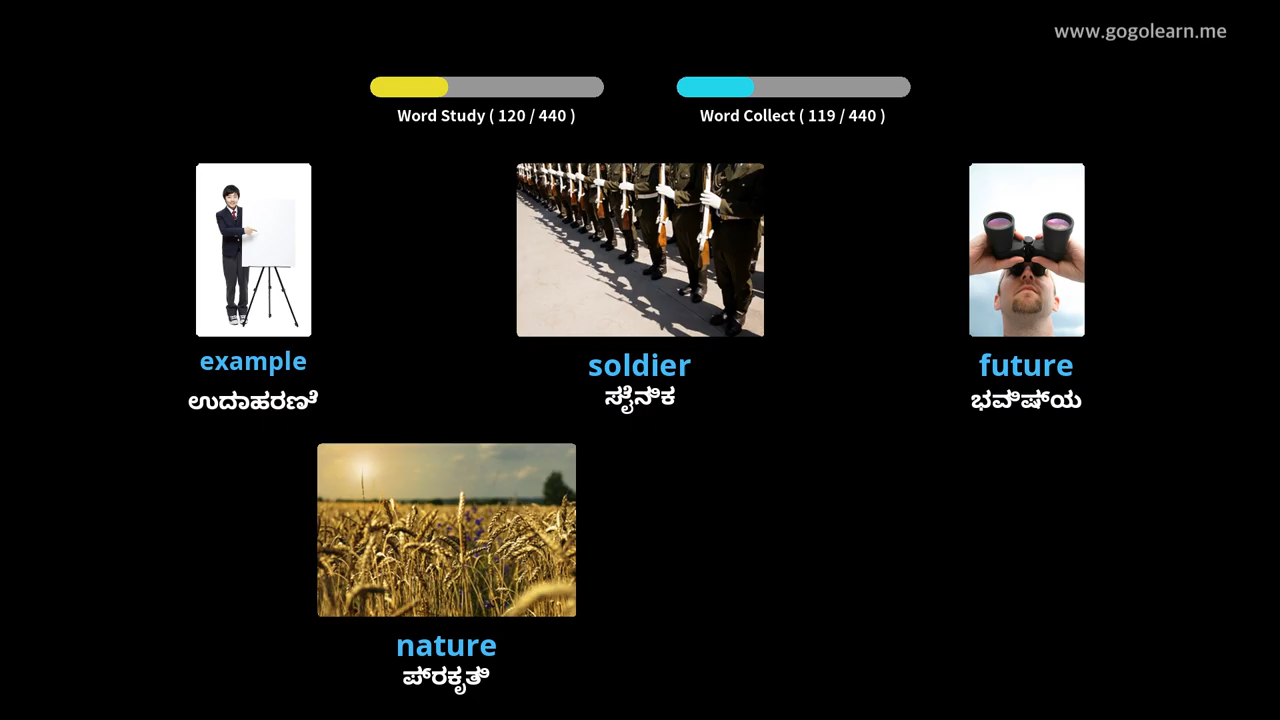 www.gogolearn.me
Word Study ( 120 / 440 )
Word Collect ( 119 / 440 )
example
ಉದಾಹರಣೆ
soldier
ಸೈನಿಕ
future
ಭವಿಷ್ಯ
nature
ಪ್ರಕೃತಿ